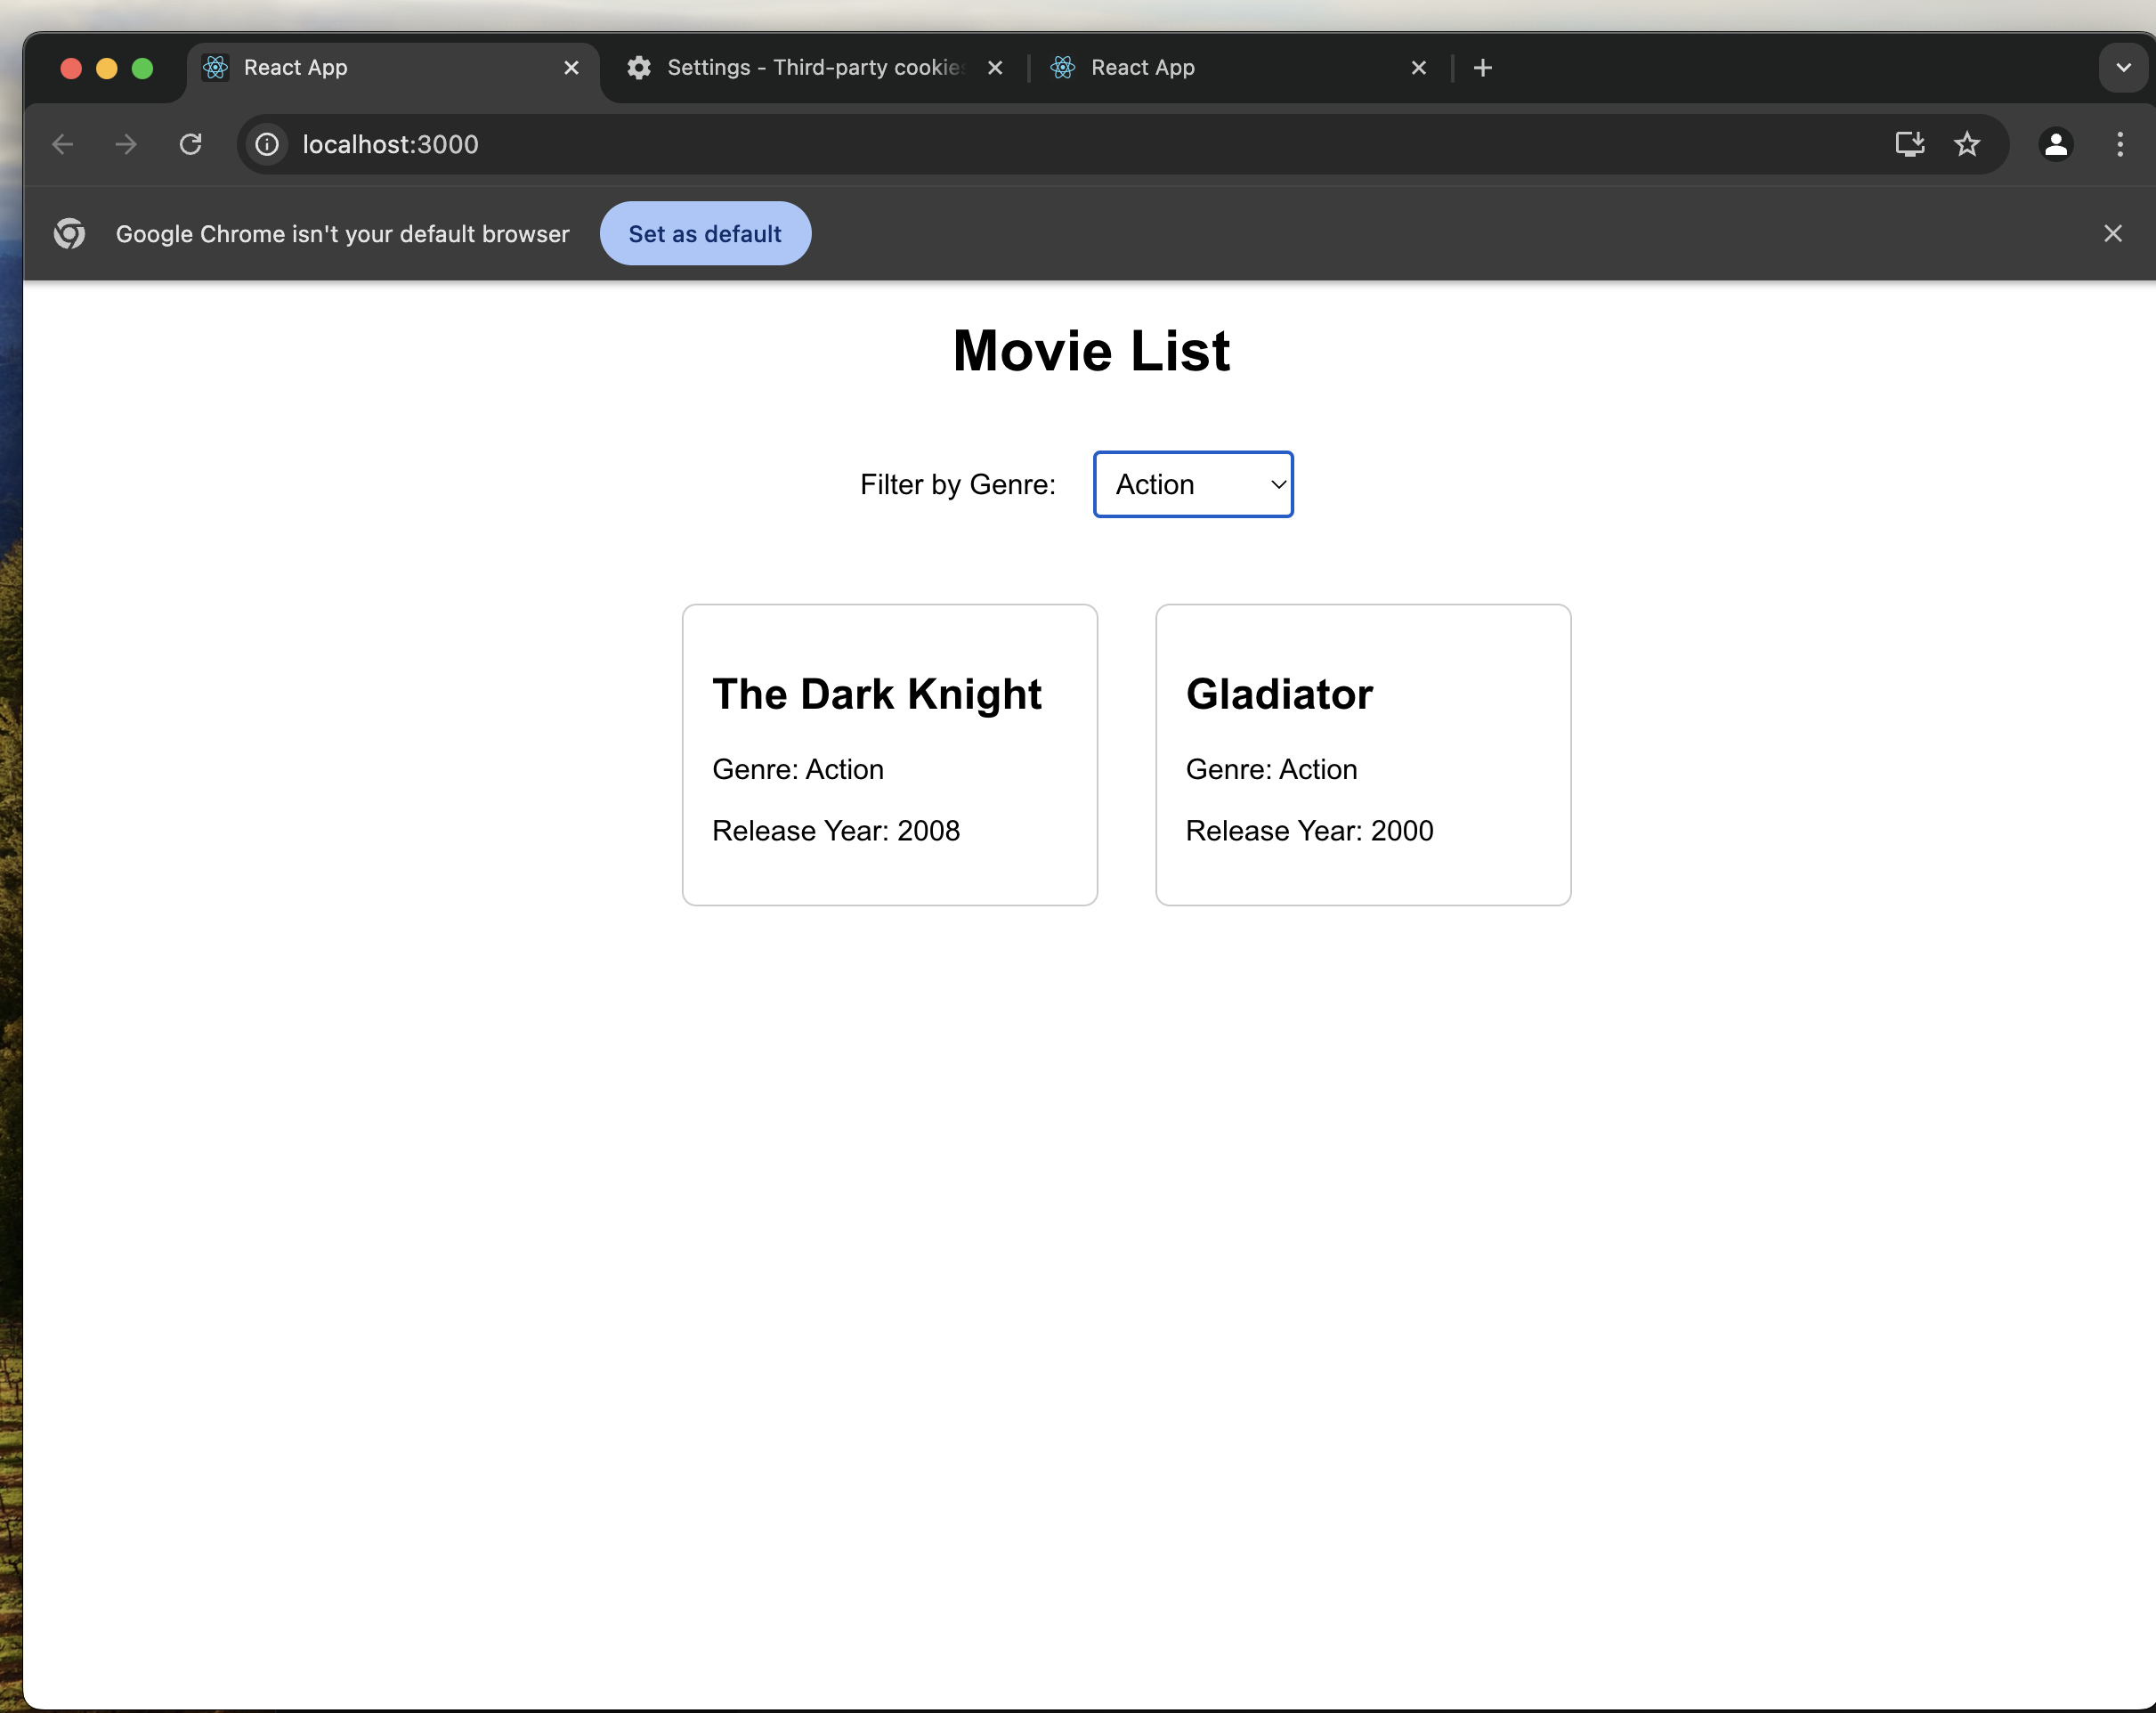 React App
Settings - Third-party cookies
React App
localhost:3000
Google Chrome isn't your default browser
Set as default
Movie List
Filter by Genre:
Action
The Dark Knight
Genre: Action
Release Year: 2008
Gladiator
Genre: Action
Release Year: 2000